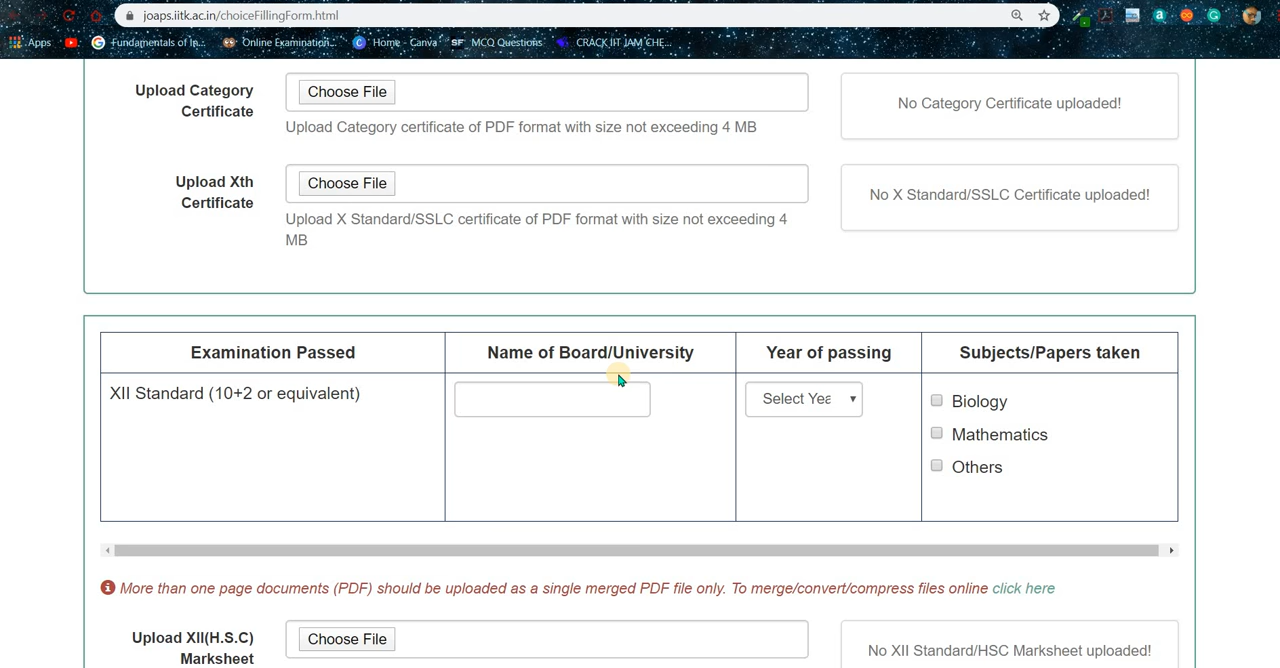 joaps.iitk.ac.in/choiceFillingForm.html
Apps Fundamentals of In... Online Examination... Home - Canva SF MCQ Questions CRACK IIT JAM CHE...
Upload Category
Certificate
Choose File
Upload Category certificate of PDF format with size not exceeding 4 MB
No Category Certificate uploaded!
Upload Xth
Certificate
Choose File
Upload X Standard/SSLC certificate of PDF format with size not exceeding 4
MB
No X Standard/SSLC Certificate uploaded!
Examination Passed Name of Board/University Year of passing Subjects/Papers taken
XII Standard (10+2 or equivalent) Select Yea Biology
Mathematics
Others
More than one page documents (PDF) should be uploaded as a single merged PDF file only. To merge/convert/compress files online click here
Upload XII(H.S.C)
Marksheet
Choose File
No XII Standard/HSC Marksheet uploaded!